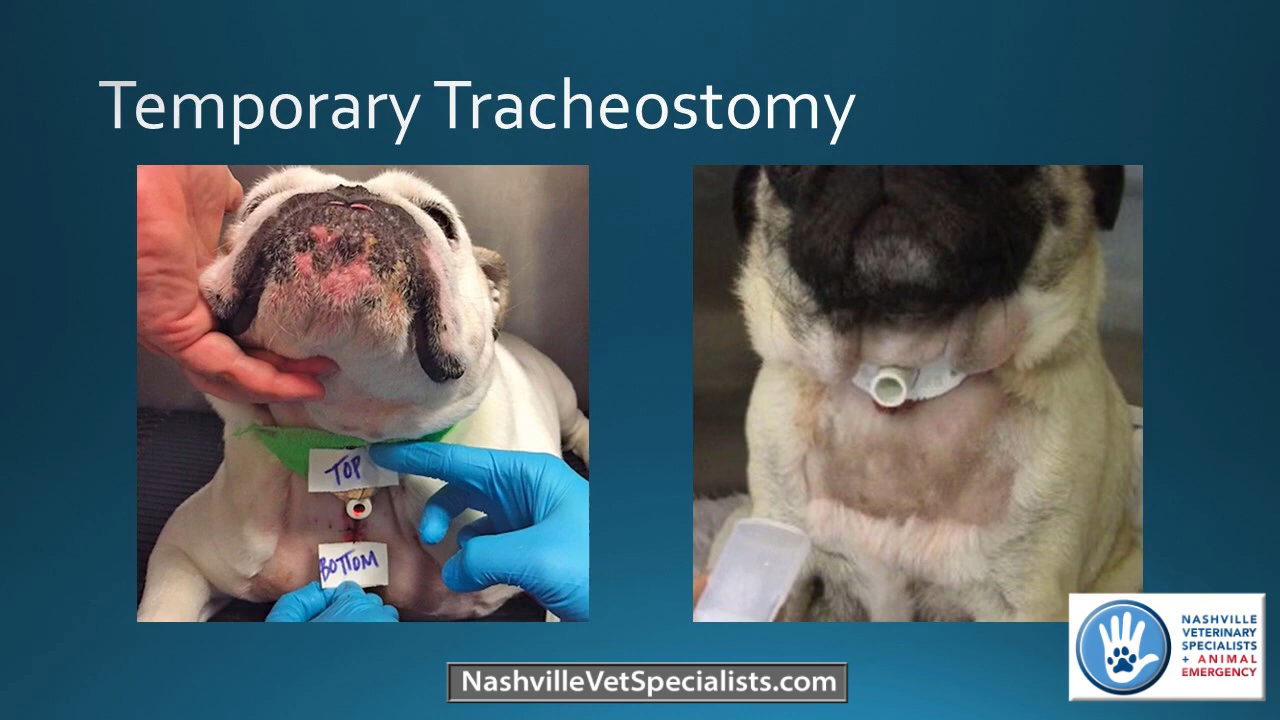 Temporary Tracheostomy
TOP
BOTTOM
NASHVILLE
VETERINARY
SPECIALISTS
+ ANIMAL
EMERGENCY
NashvilleVetSpecialists.com